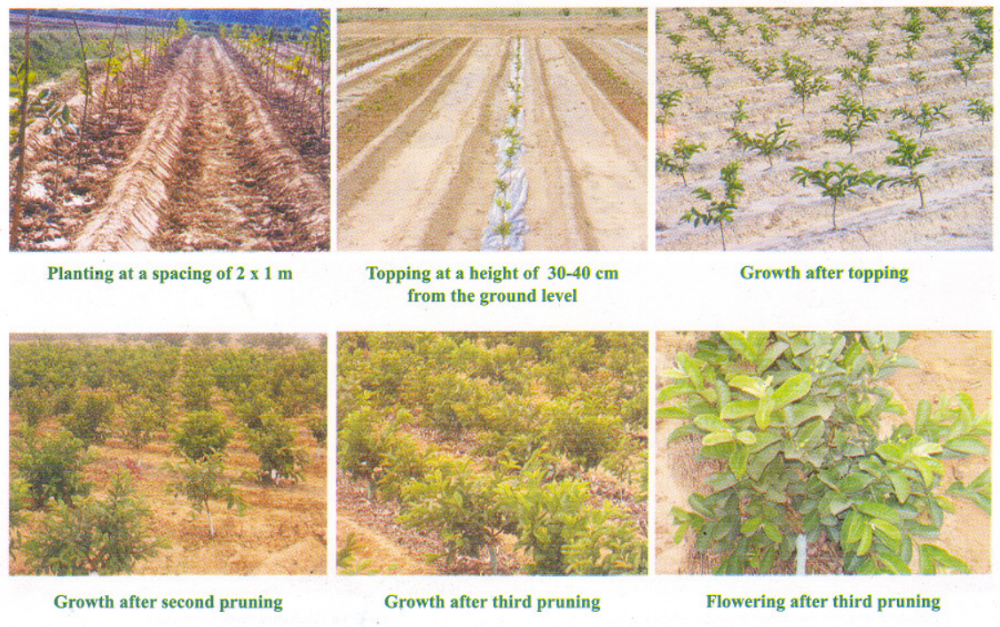 Planting at a spacing of 2 x 1 m
Topping at a height of 30-40 cm
from the ground level
Growth after topping
Growth after second pruning
Growth after third pruning
Flowering after third pruning